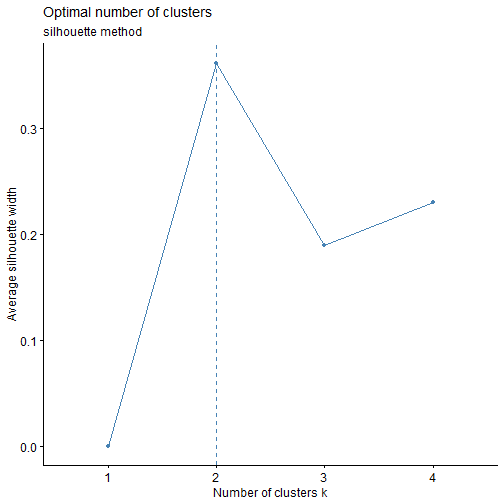 Optimal number of clusters
silhouette method
Average silhouette width
0.3
0.2
0.1
0.0
1 2 3 4
Number of clusters k